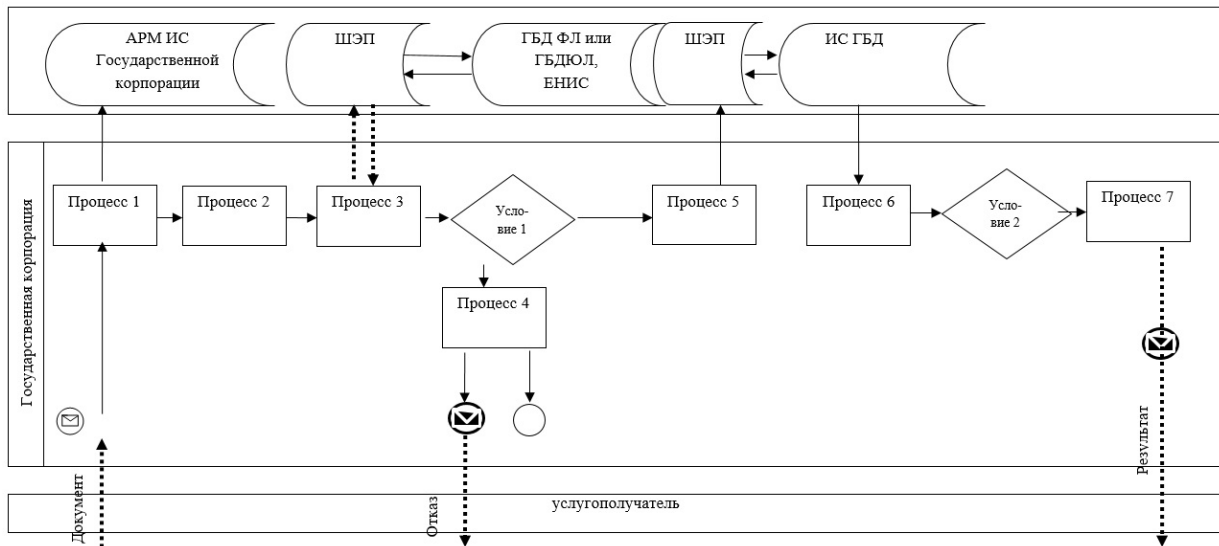 АРМ ИС
Государственной
корпорации
ШЭП
ГБД ФЛ или
ГБДЮЛ,
ЕНИС
ШЭП
ИС ГБД
Государственная корпорация
Процесс 1
Процесс 2
Процесс 3
Усло-
вие 1
Процесс 5
Процесс 6
Усло-
вие 2
Процесс 7
Процесс 4
Документ
Отказ
Результат
услугополучатель